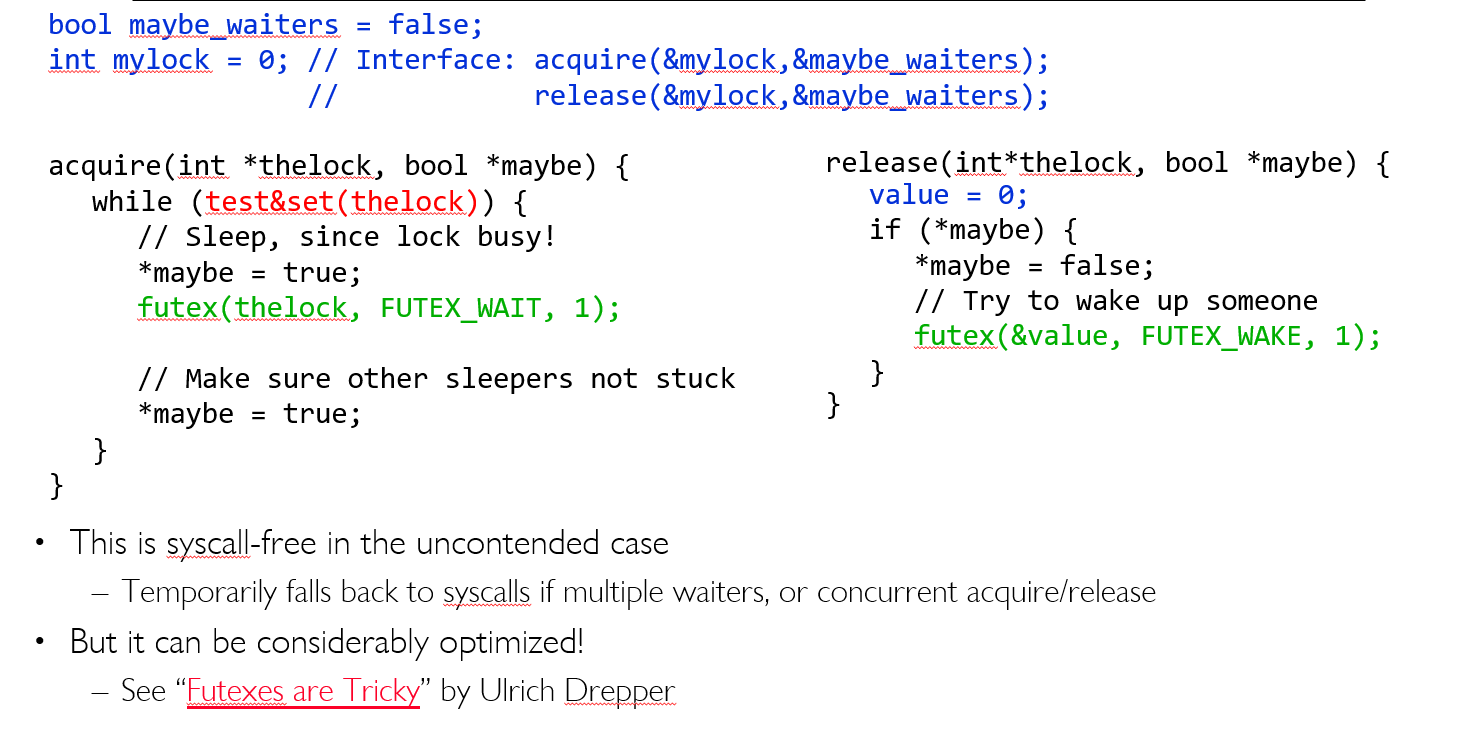 bool maybe_waiters = false;
int mylock = 0; // Interface: acquire(&mylock,&maybe_waiters);
// release(&mylock,&maybe_waiters);
acquire(int *thelock, bool *maybe) {
while (test&set(thelock)) {
// Sleep, since lock busy!
*maybe = true;
futex(thelock, FUTEX_WAIT, 1);
// Make sure other sleepers not stuck
*maybe = true;
}
}
release(int*thelock, bool *maybe) {
value = 0;
if (*maybe) {
*maybe = false;
// Try to wake up someone
futex(&value, FUTEX_WAKE, 1);
}
}
• This is syscall-free in the uncontended case
– Temporarily falls back to syscalls if multiple waiters, or concurrent acquire/release
• But it can be considerably optimized!
– See “Futexes are Tricky” by Ulrich Drepper